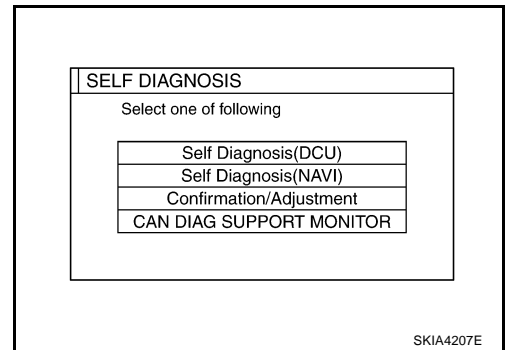 SELF DIAGNOSIS
Select one of following
Self Diagnosis(DCU)
Self Diagnosis(NAVI)
Confirmation/Adjustment
CAN DIAG SUPPORT MONITOR
SKIA4207E